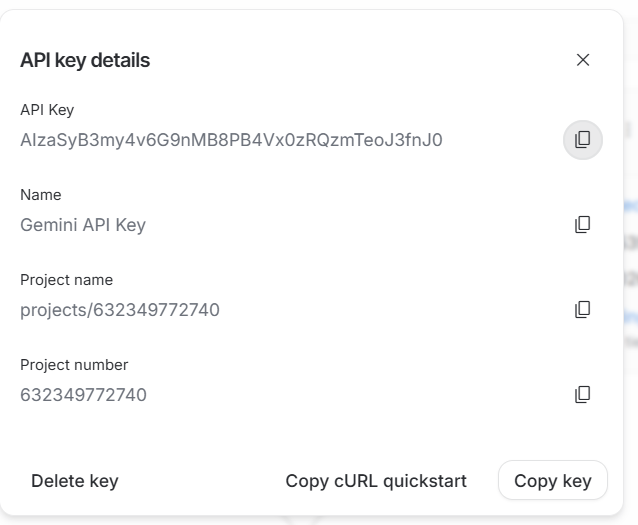 API key details
API Key
AIzaSyB3my4v6G9nMB8PB4Vx0zRQzmTeoJ3fnJ0
Name
Gemini API Key
Project name
projects/632349772740
Project number
632349772740
Delete key Copy cURL quickstart Copy key